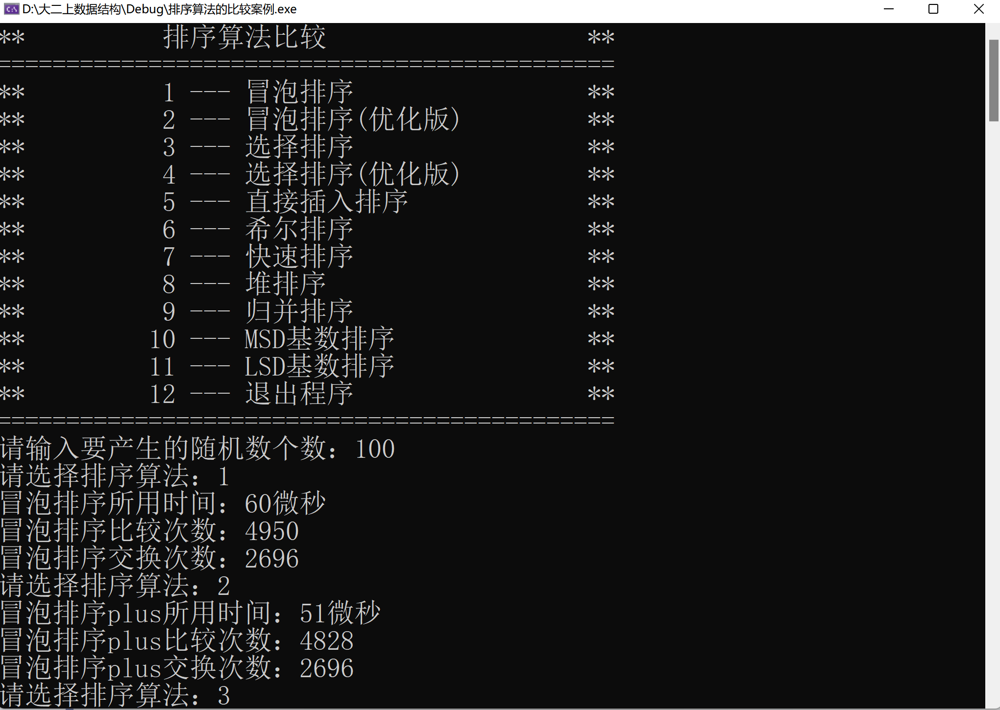 D:\大二上数据结构\Debug\排序算法的比较案例.exe
** 排序算法比较 **
=============================================
** 1 --- 冒泡排序 **
** 2 --- 冒泡排序(优化版) **
** 3 --- 选择排序 **
** 4 --- 选择排序(优化版) **
** 5 --- 直接插入排序 **
** 6 --- 希尔排序 **
** 7 --- 快速排序 **
** 8 --- 堆排序 **
** 9 --- 归并排序 **
** 10 --- MSD基数排序 **
** 11 --- LSD基数排序 **
** 12 --- 退出程序 **
=============================================
请输入要产生的随机数个数：100
请选择排序算法：1
冒泡排序所用时间：60微秒
冒泡排序比较次数：4950
冒泡排序交换次数：2696
请选择排序算法：2
冒泡排序plus所用时间：51微秒
冒泡排序plus比较次数：4828
冒泡排序plus交换次数：2696
请选择排序算法：3